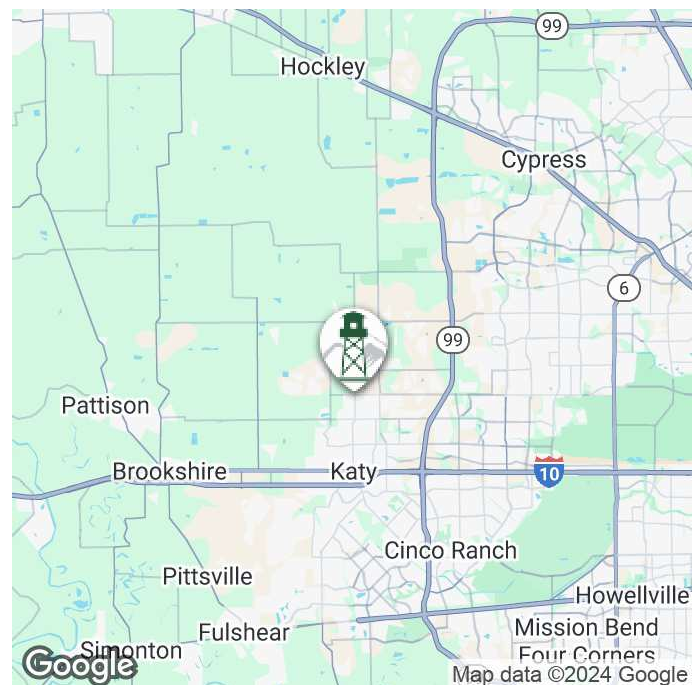 99
Hockley
Cypress
6
99
Pattison
Brookshire
Katy
10
Cinco Ranch
Pittsville
Howellville
Fulshear
Mission Bend
Simonton
Four Corners
Google
Map data ©2024 Google